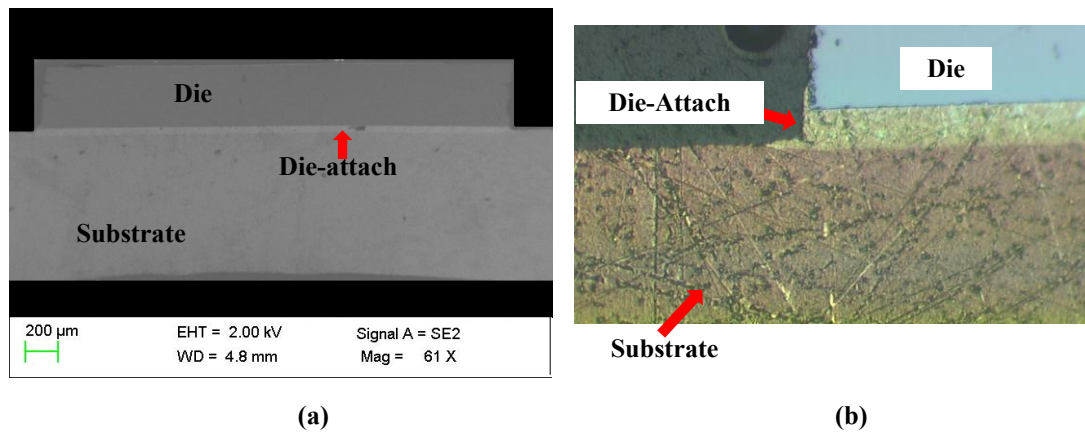 Die
Die-attach
Substrate
200 µm
EHT = 2.00 kV
Signal A = SE2
WD = 4.8 mm
Mag = 61 X
(a)
Die
Die-Attach
Substrate
(b)